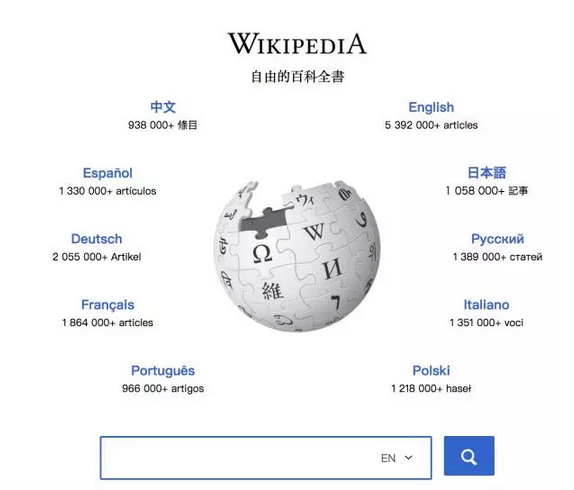 WIKIPEDIA
自由的百科全書
中文
938 000+ 條目
English
5 392 000+ articles
Español
1 330 000+ artículos
日本語
1 058 000+ 記事
Deutsch
2 055 000+ Artikel
Русский
1 389 000+ статей
Français
1 864 000+ articles
Italiano
1 351 000+ voci
Português
966 000+ artigos
Polski
1 218 000+ haseł
Ω
W
ウィ
維
И
EN